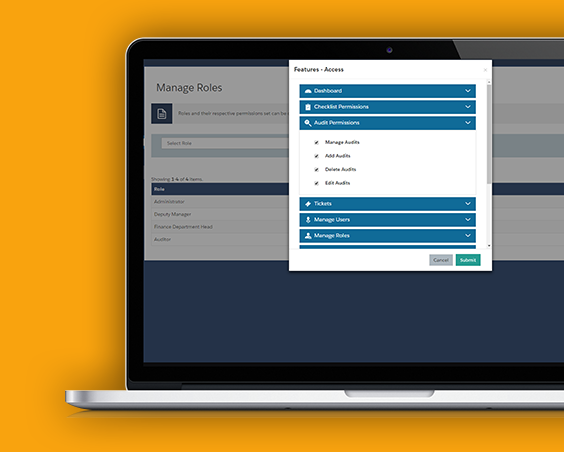 Features - Access
Manage Roles
Roles and their respective permissions set can be
Select Role
Showing 1-4 of 4 items.
Role
Administrator
Deputy Manager
Finance Department Head
Auditor
Dashboard
Checklist Permissions
Audit Permissions
Manage Audits
Add Audits
Delete Audits
Edit Audits
Tickets
Manage Users
Manage Roles
Cancel
Submit